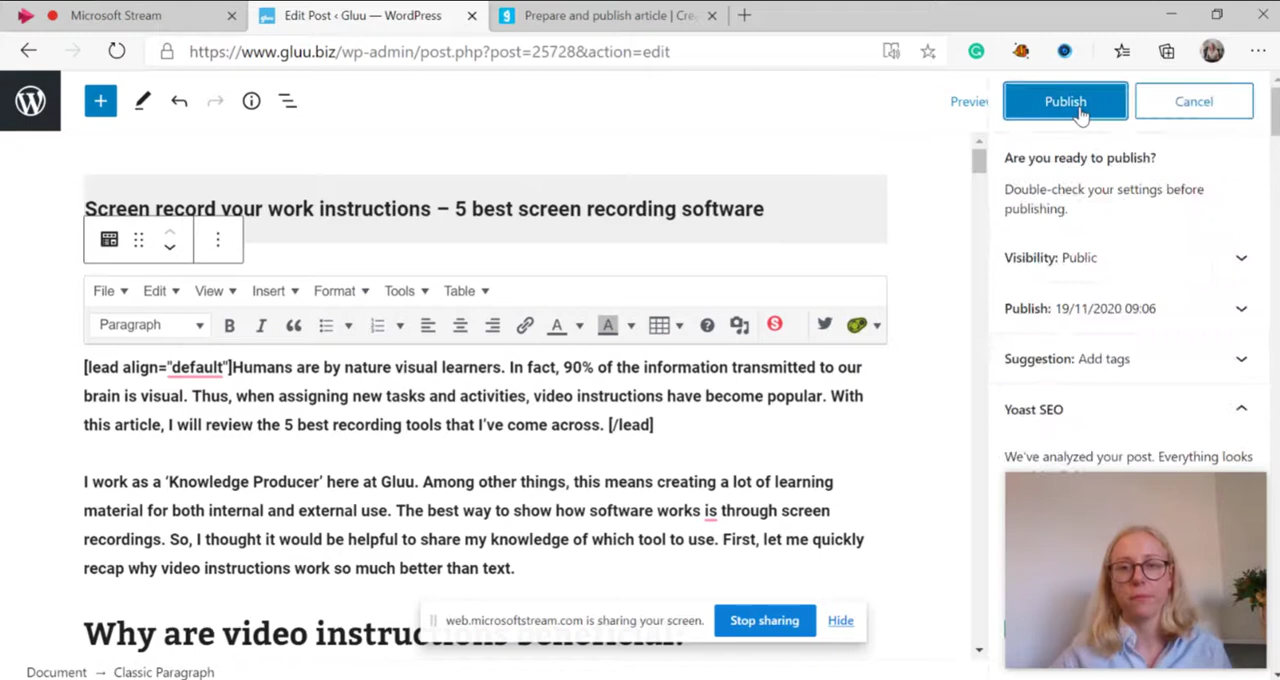 Microsoft Stream
Edit Post ‹ Gluu — WordPress
Prepare and publish article | Cre
https://www.gluu.biz/wp-admin/post.php?post=25728&action=edit
Preview
Publish
Cancel
Are you ready to publish?
Double-check your settings before
publishing.
Visibility: Public
Publish: 19/11/2020 09:06
Suggestion: Add tags
Yoast SEO
We've analyzed your post. Everything looks
Screen record your work instructions – 5 best screen recording software
File Edit View Insert Format Tools Table
Paragraph
[lead align="default"]Humans are by nature visual learners. In fact, 90% of the information transmitted to our
brain is visual. Thus, when assigning new tasks and activities, video instructions have become popular. With
this article, I will review the 5 best recording tools that I've come across. [/lead]
I work as a 'Knowledge Producer' here at Gluu. Among other things, this means creating a lot of learning
material for both internal and external use. The best way to show how software works is through screen
recordings. So, I thought it would be helpful to share my knowledge of which tool to use. First, let me quickly
recap why video instructions work so much better than text.
web.microsoftstream.com is sharing your screen. Stop sharing Hide
Why are video instructions beneficial?
Document → Classic Paragraph